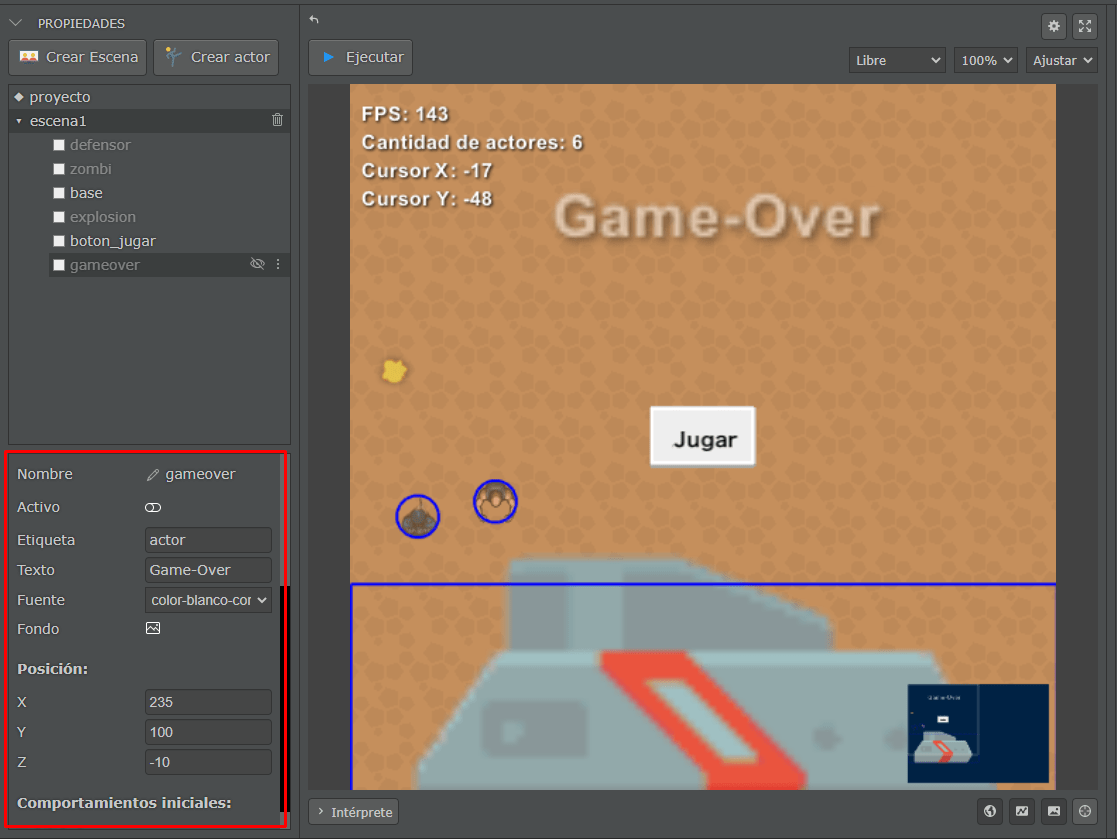 PROPIEDADES
Crear Escena
Crear actor
proyecto
escena1
defensor
zombi
base
explosion
boton_jugar
gameover
Nombre gameover
Activo
Etiqueta actor
Texto Game-Over
Fuente color-blanco-cor
Fondo
Posición:
X 235
Y 100
Z -10
Comportamientos iniciales:
Ejecutar
Libre
100%
Ajustar
FPS: 143
Cantidad de actores: 6
Cursor X: -17
Cursor Y: -48
Game-Over
Jugar
Game-Over
Intérprete